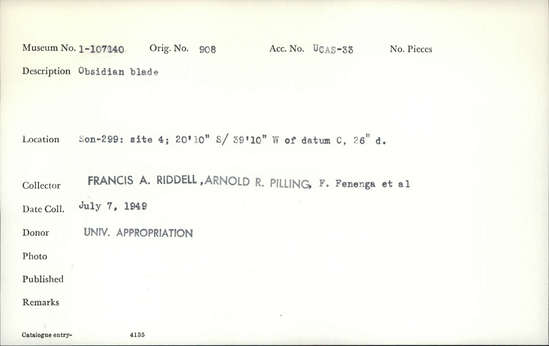 Museum No. 1-107340 Orig. No. 908 Acc. No. UCAS-33 No. Pieces
Description Obsidian blade
Location Son-299: site 4; 20'10" S/ 39'10" W of datum C, 26" d.
Collector FRANCIS A. RIDDELL, ARNOLD R. PILLING, F. Fenenga et al
Date Coll. July 7, 1949
Donor UNIV. APPROPRIATION
Photo
Published
Remarks
Catalogue entry- 4135